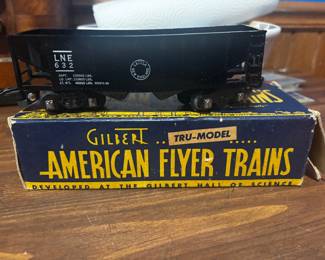 LNE
632
GILBERT .. TRU-MODEL .....
AMERICAN FLYER TRAINS
DEVELOPED AT THE GILBERT HALL OF SCIENCE